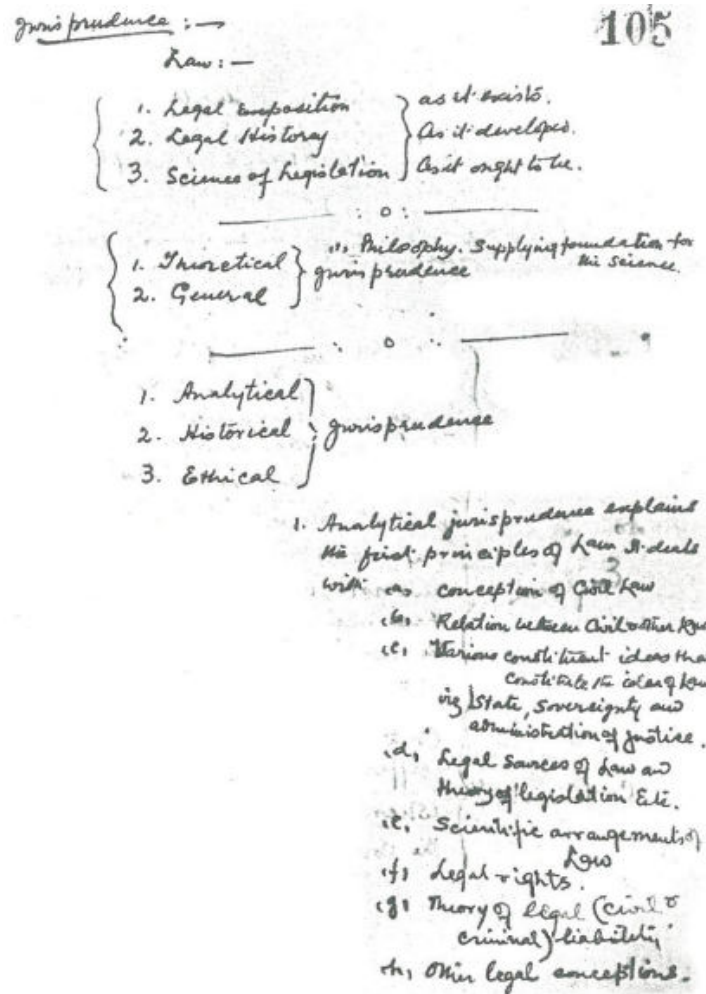 Jurisprudence :—
105
Law :—
1. Legal Exposition } as it exists.
2. Legal History } As it developed.
3. Science of Legislation } As it ought to be.
: o :
1. Theoretical } (1) Philosophy. Supplying foundation for
2. General } Jurisprudence the science.
: o :
1. Analytical
2. Historical } Jurisprudence
3. Ethical
1. Analytical jurisprudence explains
the first principles of Law. It deals
with (a) conception of Civil Law
(b) Relation between Civil & other Laws
(c) Various constituent ideas that
constitute the idea of Law
viz State, Sovereignty and
administration of justice.
(d) Legal Sources of Law and
theory of legislation Etc.
(e) Scientific arrangements of
Law
(f) Legal rights.
(g) Theory of legal (civil &
criminal) liability
(h) Other legal conceptions.